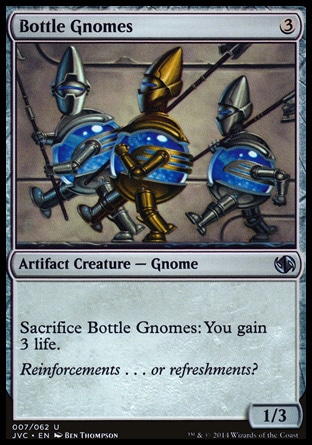 Bottle Gnomes 3
Artifact Creature — Gnome
Sacrifice Bottle Gnomes: You gain
3 life.
Reinforcements . . . or refreshments?
1/3
007/062 U
JVC • EN Ben Thompson
™ & © 2014 Wizards of the Coast